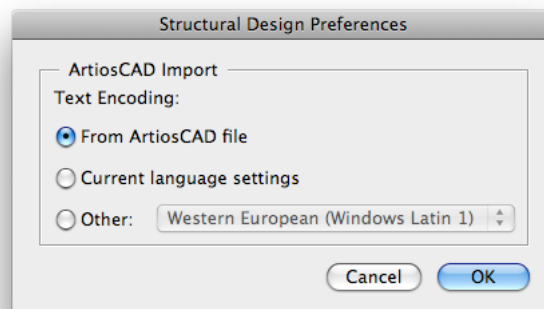 Structural Design Preferences
ArtiosCAD Import
Text Encoding:
From ArtiosCAD file
Current language settings
Other: Western European (Windows Latin 1)
Cancel OK